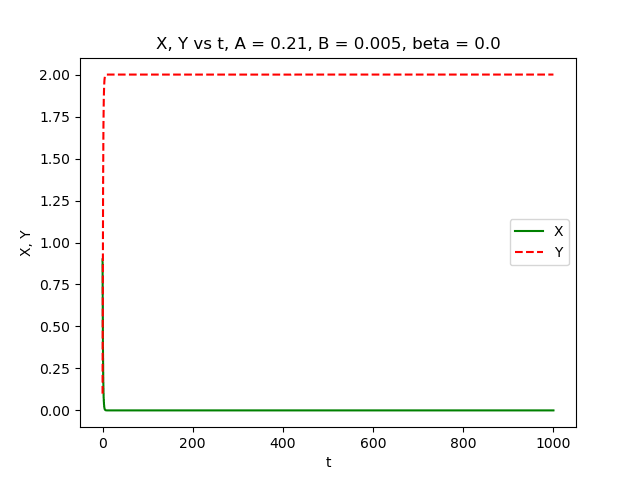 X, Y vs t, A = 0.21, B = 0.005, beta = 0.0
2.00
1.75
1.50
1.25
1.00
0.75
0.50
0.25
0.00
X, Y
X
Y
0 200 400 600 800 1000
t